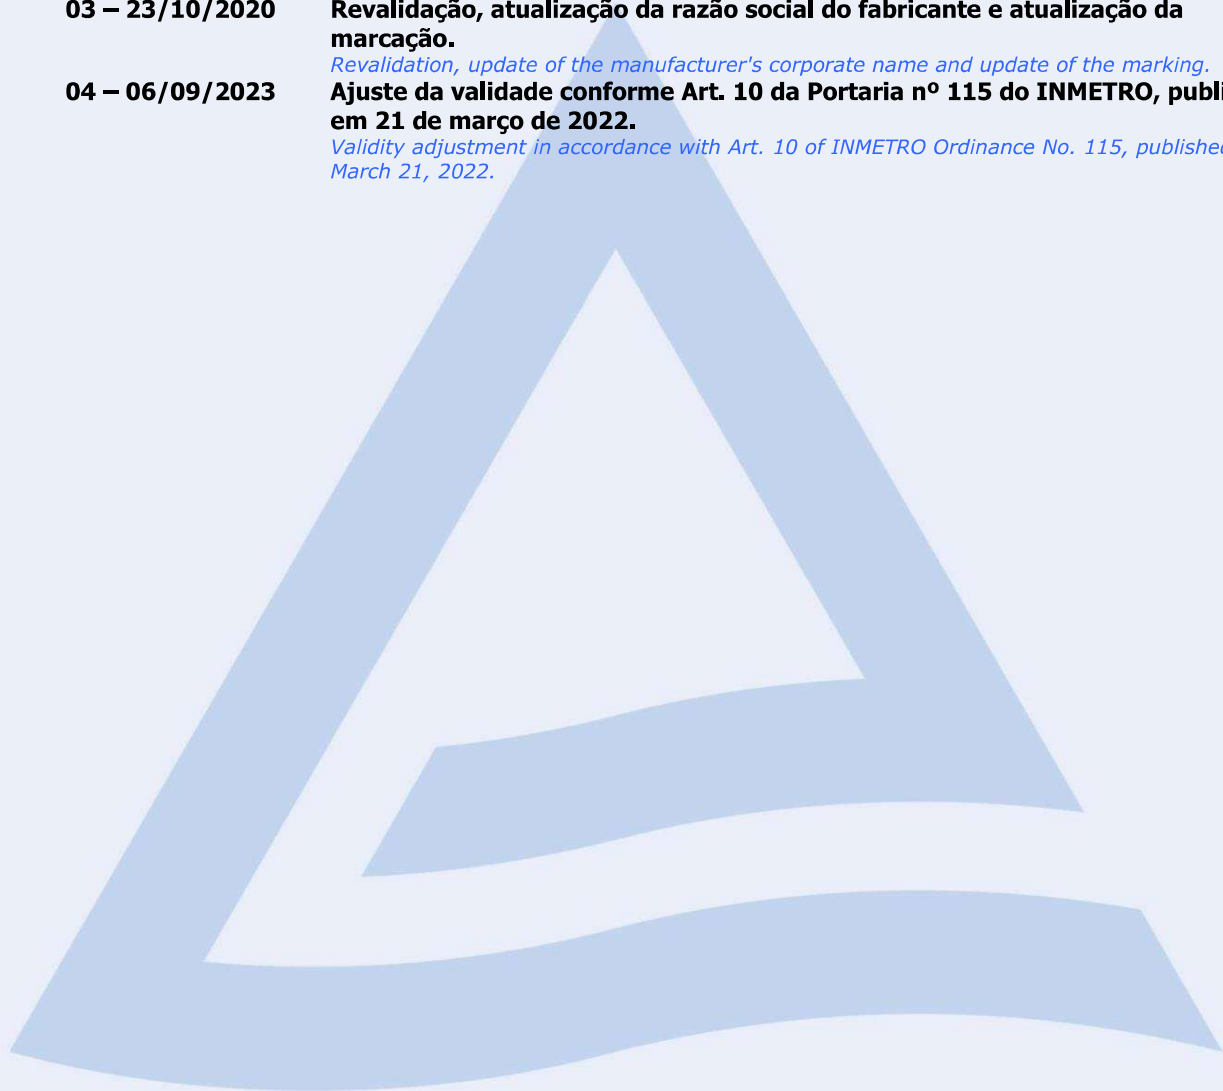 03 – 23/10/2020 Revalidação, atualização da razão social do fabricante e atualização da
marcação.
Revalidation, update of the manufacturer's corporate name and update of the marking.
04 – 06/09/2023 Ajuste da validade conforme Art. 10 da Portaria nº 115 do INMETRO, publi
em 21 de março de 2022.
Validity adjustment in accordance with Art. 10 of INMETRO Ordinance No. 115, published
March 21, 2022.